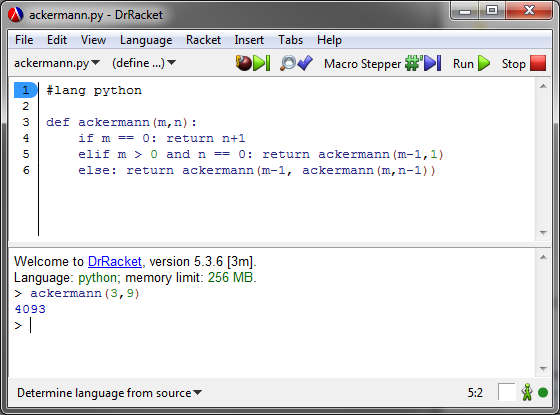 ackermann.py - DrRacket
File Edit View Language Racket Insert Tabs Help
ackermann.py (define ...) Macro Stepper Run Stop
1 #lang python
2
3 def ackermann(m,n):
4     if m == 0: return n+1
5     elif m > 0 and n == 0: return ackermann(m-1,1)
6     else: return ackermann(m-1, ackermann(m,n-1))
Welcome to DrRacket, version 5.3.6 [3m].
Language: python; memory limit: 256 MB.
> ackermann(3,9)
4093
>
Determine language from source 5:2